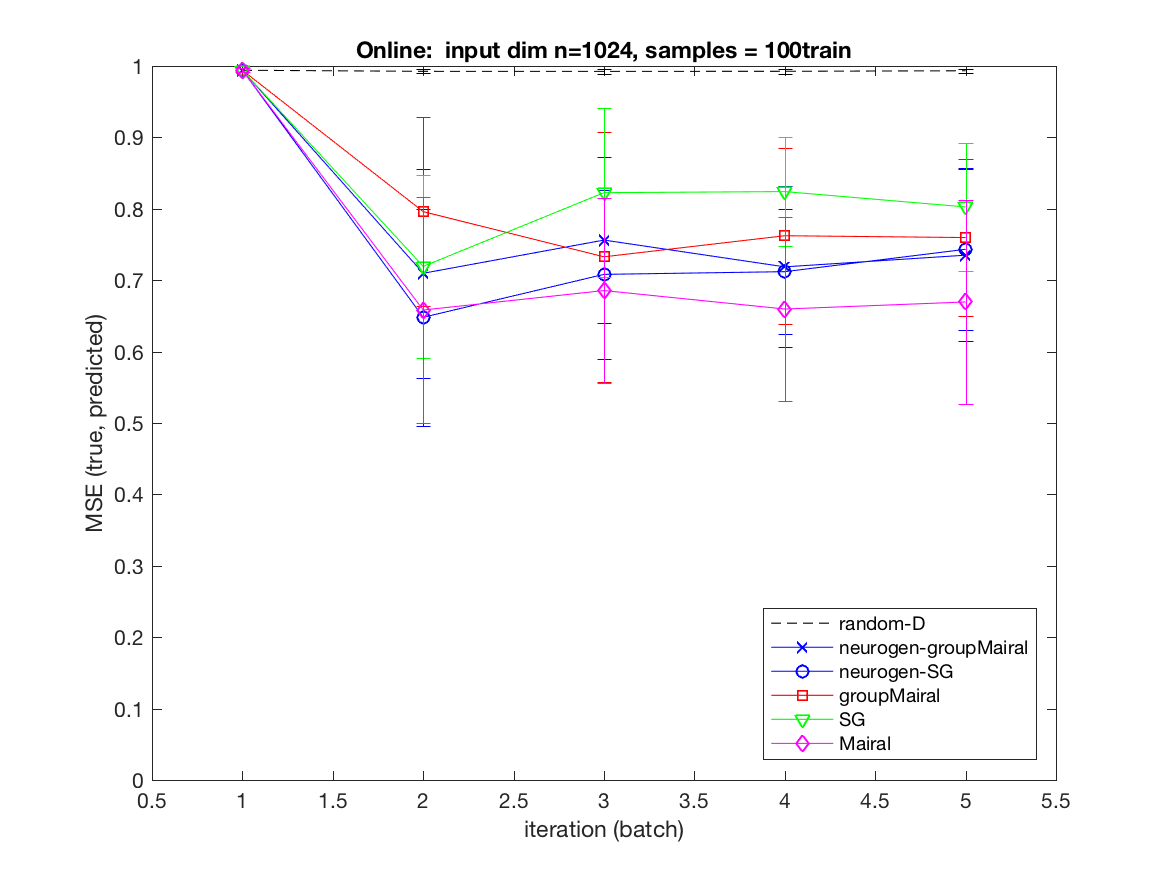 Online: input dim n=1024, samples = 100train
MSE (true, predicted)
1
0.9
0.8
0.7
0.6
0.5
0.4
0.3
0.2
0.1
0
0.5 1 1.5 2 2.5 3 3.5 4 4.5 5 5.5
iteration (batch)
random-D
neurogen-groupMairal
neurogen-SG
groupMairal
SG
Mairal